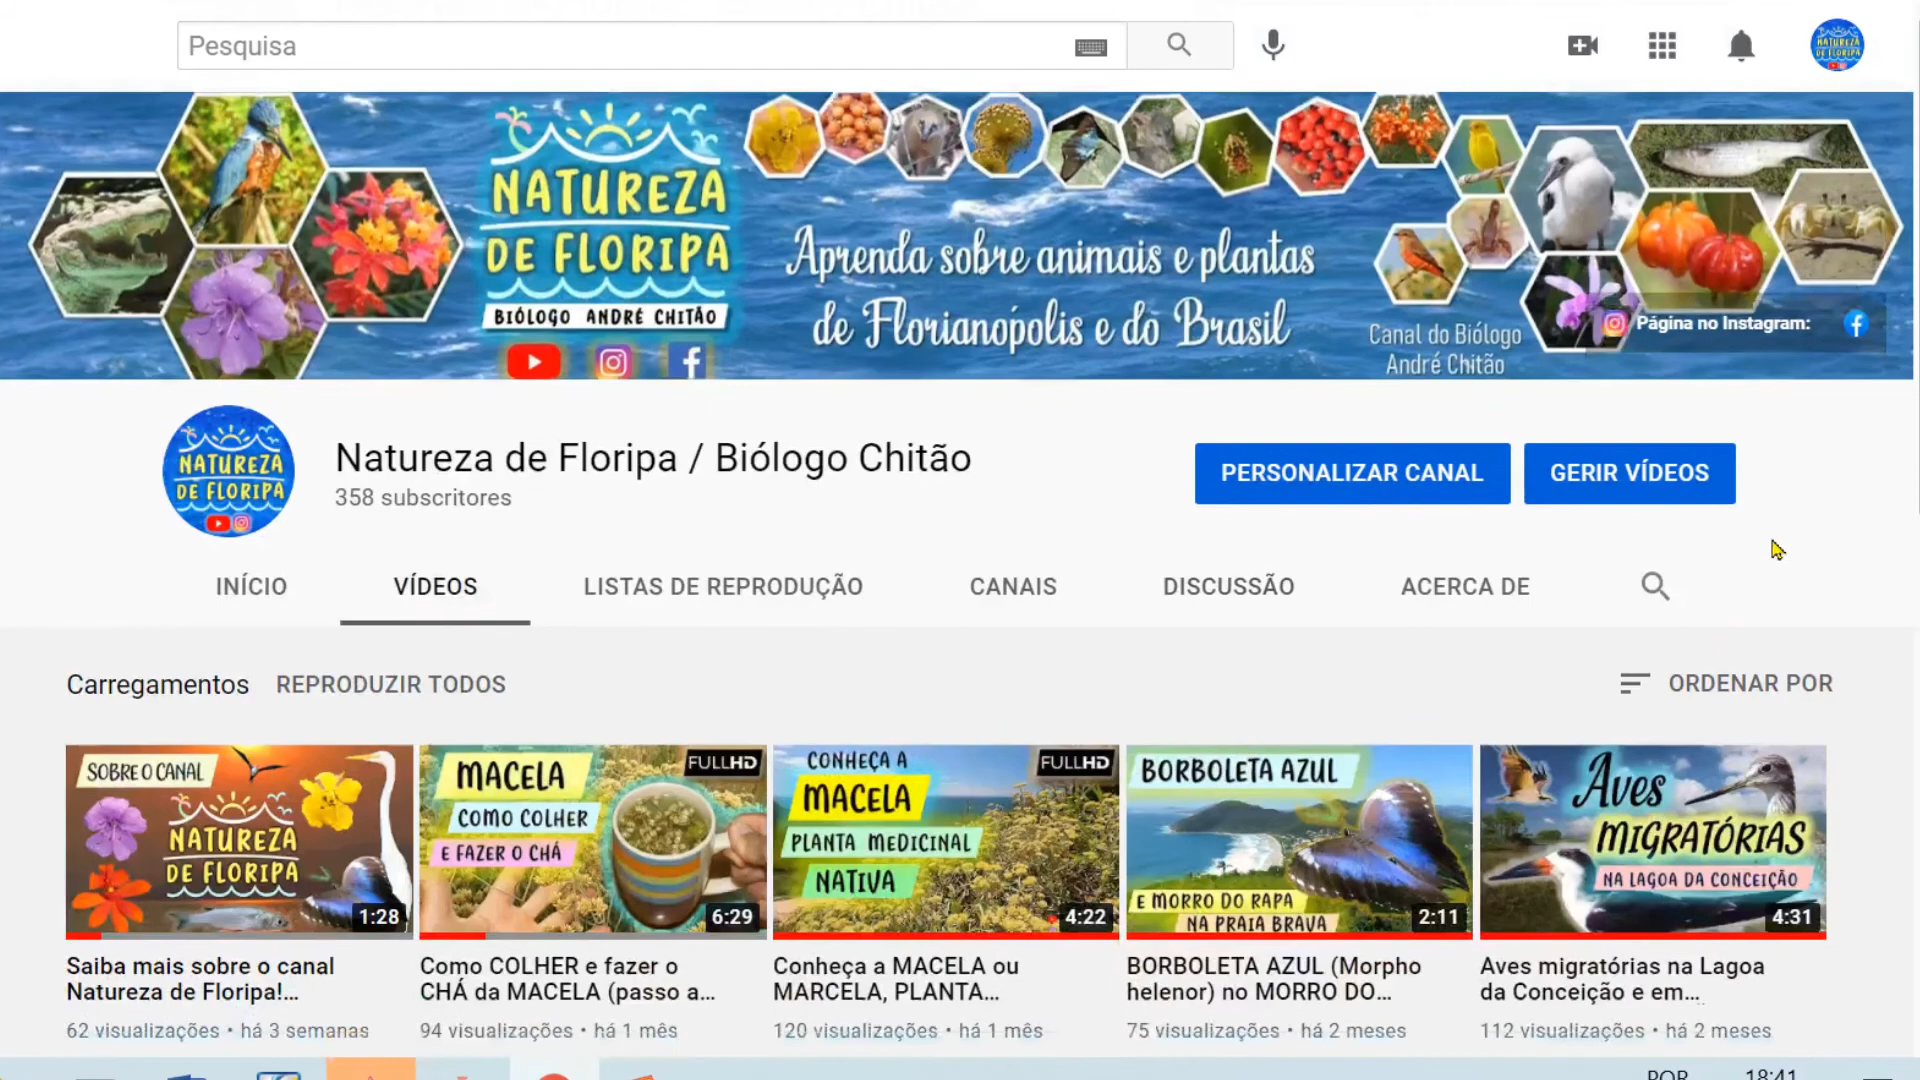 Pesquisa
NATUREZA
DE FLORIPA
NATUREZA
DE FLORIPA
BIÓLOGO ANDRÉ CHITÃO
Aprenda sobre animais e plantas
de Florianópolis e do Brasil
Canal do Biólogo
André Chitão
Página no Instagram:
NATUREZA
DE FLORIPA
Natureza de Floripa / Biólogo Chitão
358 subscritores
PERSONALIZAR CANAL
GERIR VÍDEOS
INÍCIO
VÍDEOS
LISTAS DE REPRODUÇÃO
CANAIS
DISCUSSÃO
ACERCA DE
Carregamentos
REPRODUZIR TODOS
ORDENAR POR
SOBRE O CANAL
NATUREZA
DE FLORIPA
1:28
MACELA
COMO COLHER
E FAZER O CHÁ
FULLHD
6:29
CONHEÇA A
MACELA
PLANTA MEDICINAL
NATIVA
FULLHD
4:22
BORBOLETA AZUL
E MORRO DO RAPA
NA PRAIA BRAVA
2:11
Aves
MIGRATÓRIAS
NA LAGOA DA CONCEIÇÃO
4:31
Saiba mais sobre o canal
Natureza de Floripa!...
62 visualizações • há 3 semanas
Como COLHER e fazer o
CHÁ da MACELA (passo a...
94 visualizações • há 1 mês
Conheça a MACELA ou
MARCELA, PLANTA...
120 visualizações • há 1 mês
BORBOLETA AZUL (Morpho
helenor) no MORRO DO...
75 visualizações • há 2 meses
Aves migratórias na Lagoa
da Conceição e em...
112 visualizações • há 2 meses
POR
18:41